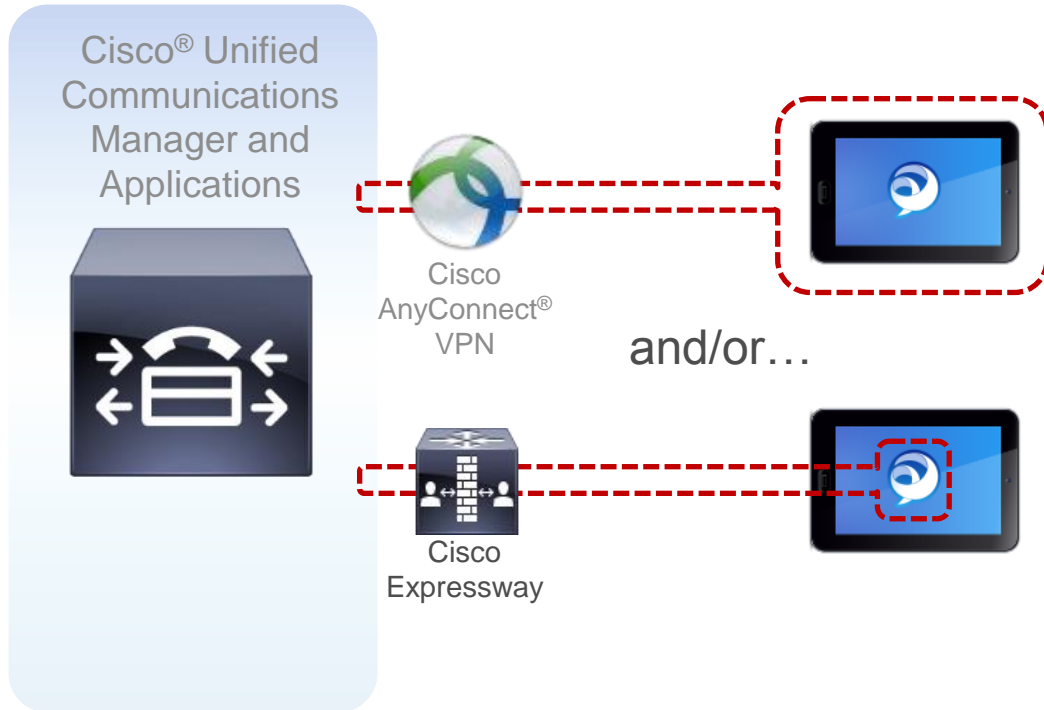 Cisco® Unified
Communications
Manager and
Applications
Cisco
AnyConnect®
VPN
and/or…
Cisco
Expressway